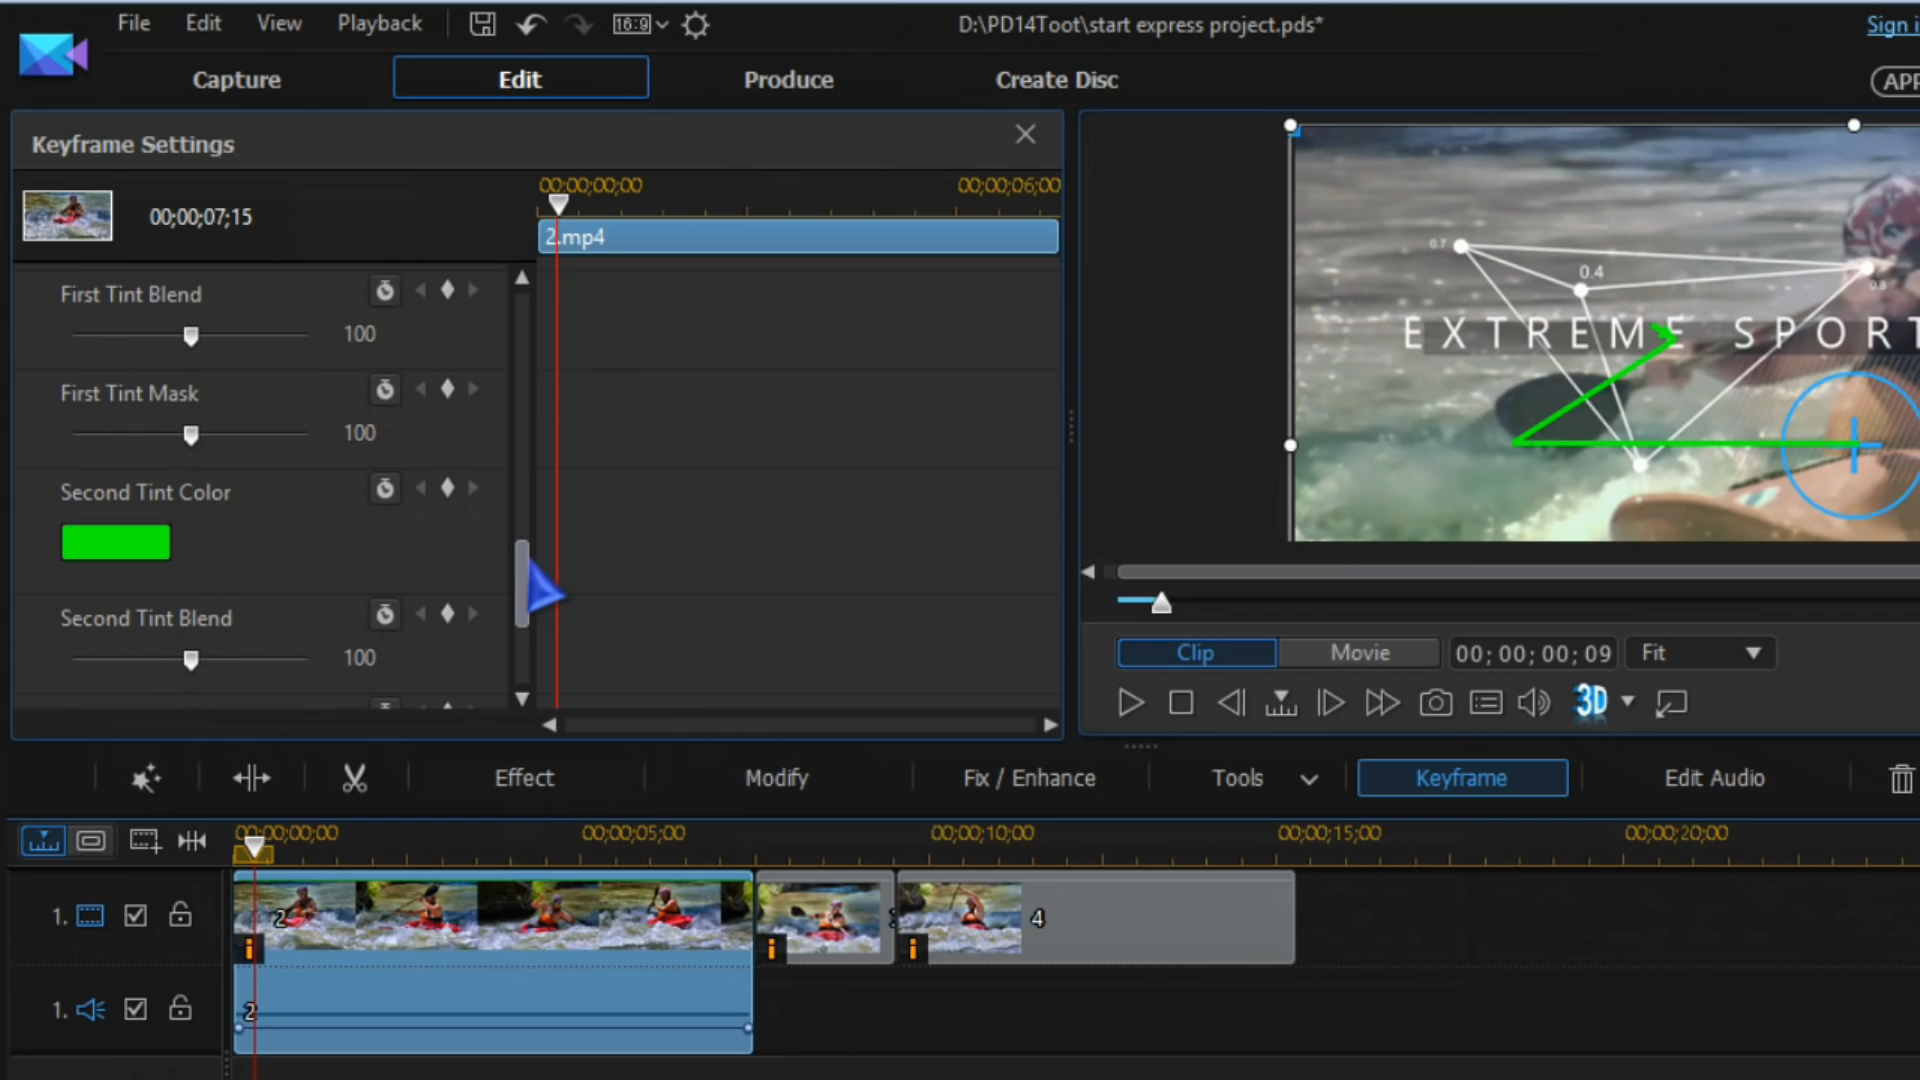 File Edit View Playback 16:9 D:\PD14Toot\start express project.pds*
Capture Edit Produce Create Disc
Keyframe Settings
00;00;07;15
00;00;00;00 00;00;06;00
2.mp4
First Tint Blend
100
First Tint Mask
100
Second Tint Color
Second Tint Blend
100
0.7
0.4
0.8
EXTREME SPORT
Clip Movie 00;00;00;09 Fit
3D
Effect Modify Fix / Enhance Tools Keyframe Edit Audio
00;00;00;00 00;00;05;00 00;00;10;00 00;00;15;00 00;00;20;00
1. 2 4
i i i
1. 2